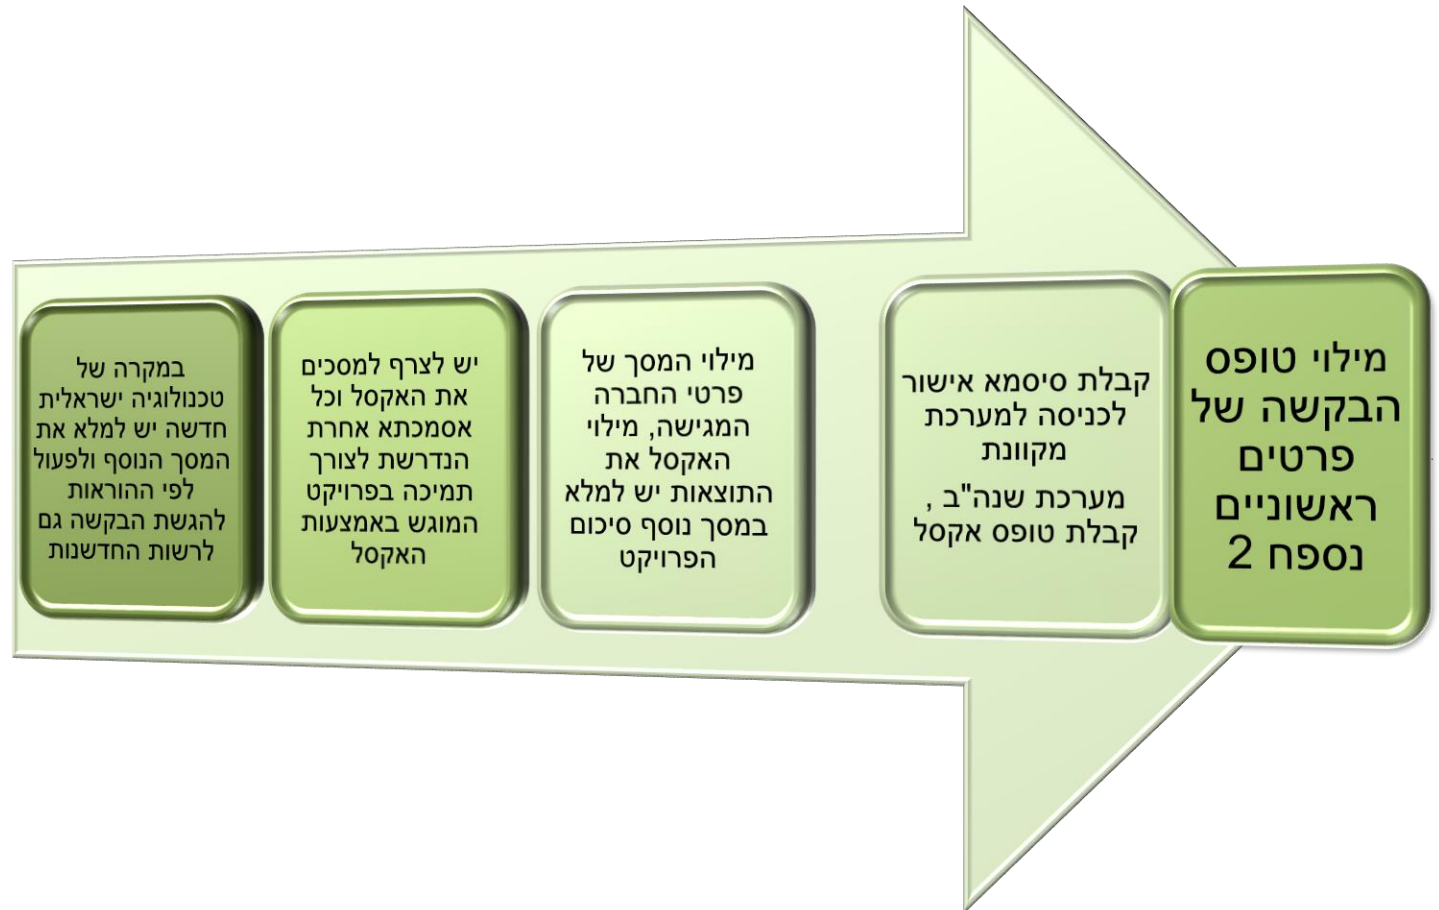 מילוי טופס
הבקשה של
פרטים
ראשוניים
נספח 2
קבלת סיסמא אישור
לכניסה למערכת
מקוונת
מערכת שנה"ב ,
קבלת טופס אקסל
מילוי המסך של
פרטי החברה
המגישה, מילוי
האקסל את
התוצאות יש למלא
במסך נוסף סיכום
הפרויקט
יש לצרף למסכים
את האקסל וכל
אסמכתא אחרת
הנדרשת לצורך
תמיכה בפרויקט
המוגש באמצעות
האקסל
במקרה של
טכנולוגיה ישראלית
חדשה יש למלא את
המסך הנוסף ולפעול
לפי ההוראות
להגשת הבקשה גם
לרשות החדשנות